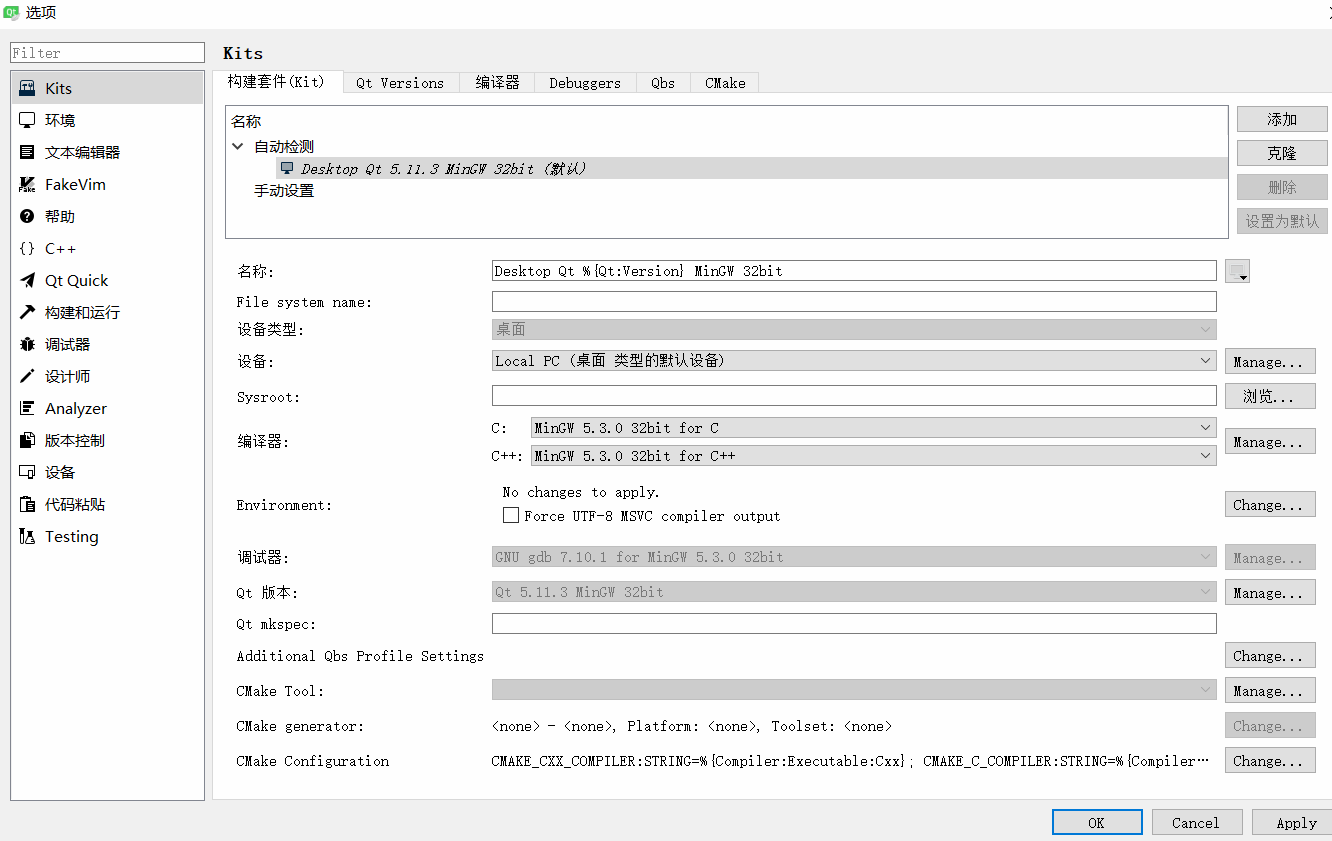 选项
Filter
Kits
环境
文本编辑器
FakeVim
帮助
C++
Qt Quick
构建和运行
调试器
设计师
Analyzer
版本控制
设备
代码粘贴
Testing
Kits
构建套件(Kit) Qt Versions 编译器 Debuggers Qbs CMake
名称
自动检测
Desktop Qt 5.11.3 MinGW 32bit (默认)
手动设置
添加
克隆
删除
设置为默认
名称: Desktop Qt %{Qt:Version} MinGW 32bit
File system name:
设备类型: 桌面
设备: Local PC (桌面 类型的默认设备) Manage...
Sysroot: 浏览...
编译器: C: MinGW 5.3.0 32bit for C
C++: MinGW 5.3.0 32bit for C++ Manage...
Environment: No changes to apply. Change...
Force UTF-8 MSVC compiler output
调试器: GNU gdb 7.10.1 for MinGW 5.3.0 32bit Manage...
Qt 版本: Qt 5.11.3 MinGW 32bit Manage...
Qt mkspec:
Additional Qbs Profile Settings Change...
CMake Tool: Manage...
CMake generator: <none> - <none>, Platform: <none>, Toolset: <none> Change...
CMake Configuration CMAKE_CXX_COMPILER:STRING=%{Compiler:Executable:Cxx}; CMAKE_C_COMPILER:STRING=%{Compiler… Change...
OK Cancel Apply